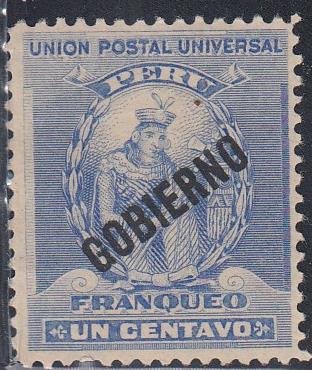 UNION POSTAL UNIVERSAL
PERU
GOBIERNO
FRANQUEO
UN CENTAVO